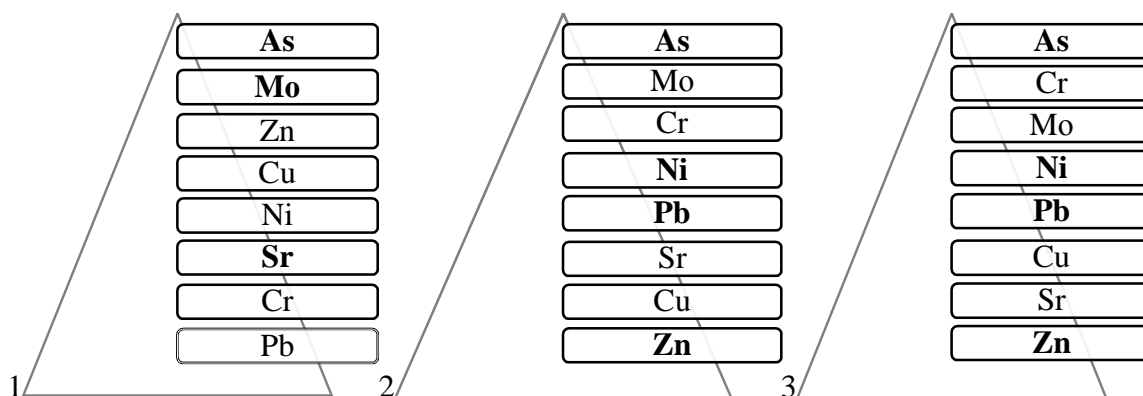 As
Mo
Zn
Cu
Ni
Sr
Cr
Pb
1
As
Mo
Cr
Ni
Pb
Sr
Cu
Zn
2
As
Cr
Mo
Ni
Pb
Cu
Sr
Zn
3